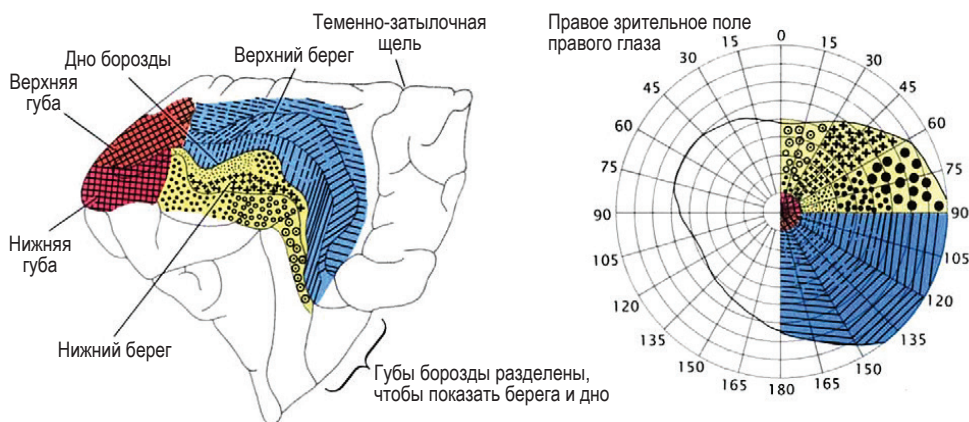 Теменно-затылочная
щель
Дно борозды
Верхний берег
Верхняя
губа
Нижняя
губа
Нижний берег
Губы борозды разделены,
чтобы показать берега и дно
Правое зрительное поле
правого глаза
0
15
15
30
30
45
45
60
60
75
75
90
90
105
105
120
120
135
135
150
150
165
165
180